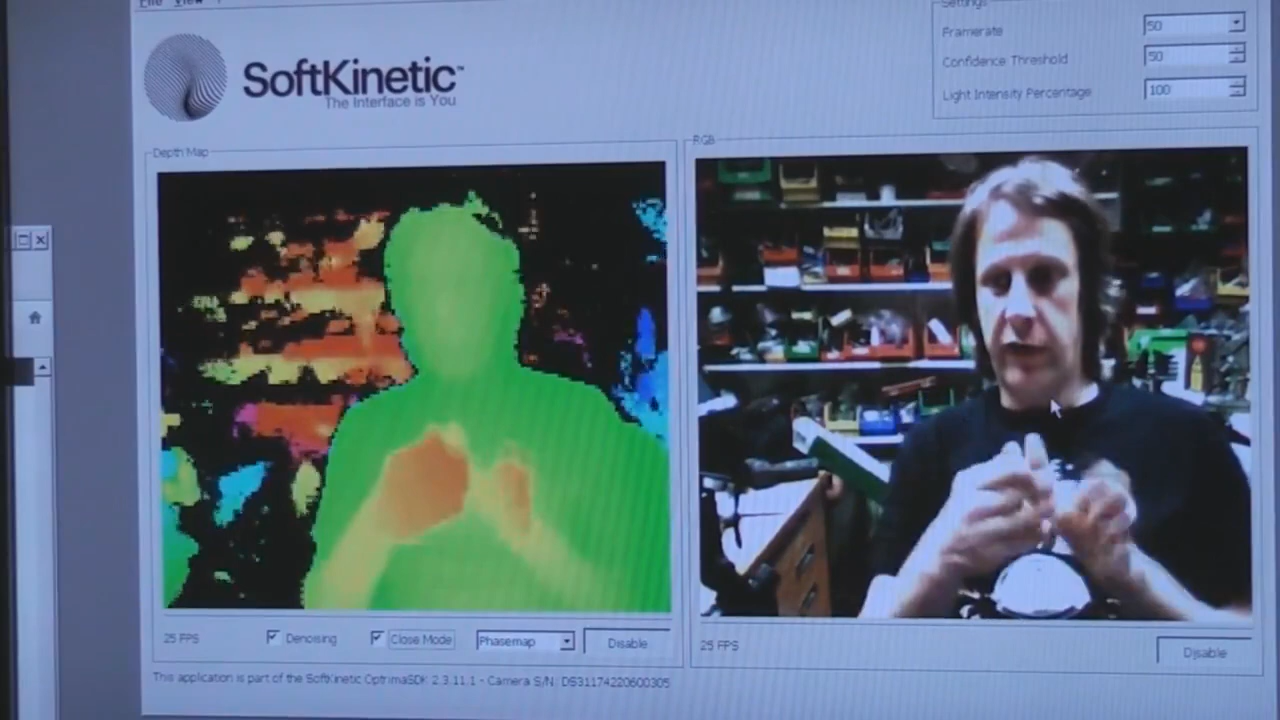 File View
SoftKinetic™
The Interface is You
Settings
Framerate 50
Confidence Threshold 50
Light Intensity Percentage 100
Depth Map
RGB
25 FPS
Denoising
Close Mode
Phasemap
Disable
25 FPS
Disable
This application is part of the SoftKinetic OptrimaSDK 2.3.11.1 - Camera S/N: DS31174220600305